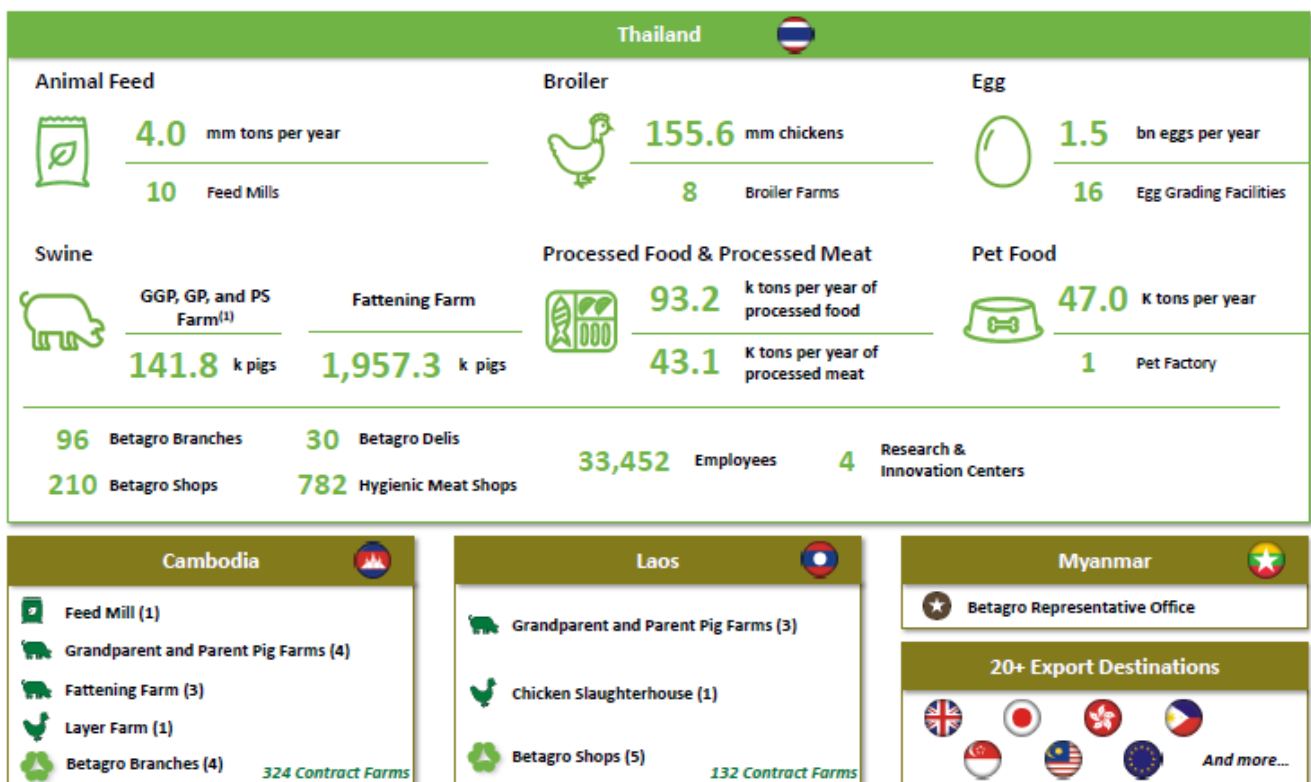 Thailand
Animal Feed
4.0 mm tons per year
10 Feed Mills
Broiler
155.6 mm chickens
8 Broiler Farms
Egg
1.5 bn eggs per year
16 Egg Grading Facilities
Swine
GGP, GP, and PS
Farm(1)
141.8 k pigs
Fattening Farm
1,957.3 k pigs
Processed Food & Processed Meat
93.2 k tons per year of
processed food
43.1 K tons per year of
processed meat
Pet Food
47.0 K tons per year
1 Pet Factory
96 Betagro Branches
210 Betagro Shops
30 Betagro Delis
782 Hygienic Meat Shops
33,452 Employees
4 Research &
Innovation Centers
Cambodia
Feed Mill (1)
Grandparent and Parent Pig Farms (4)
Fattening Farm (3)
Layer Farm (1)
Betagro Branches (4)
324 Contract Farms
Laos
Grandparent and Parent Pig Farms (3)
Chicken Slaughterhouse (1)
Betagro Shops (5)
132 Contract Farms
Myanmar
Betagro Representative Office
20+ Export Destinations
And more...